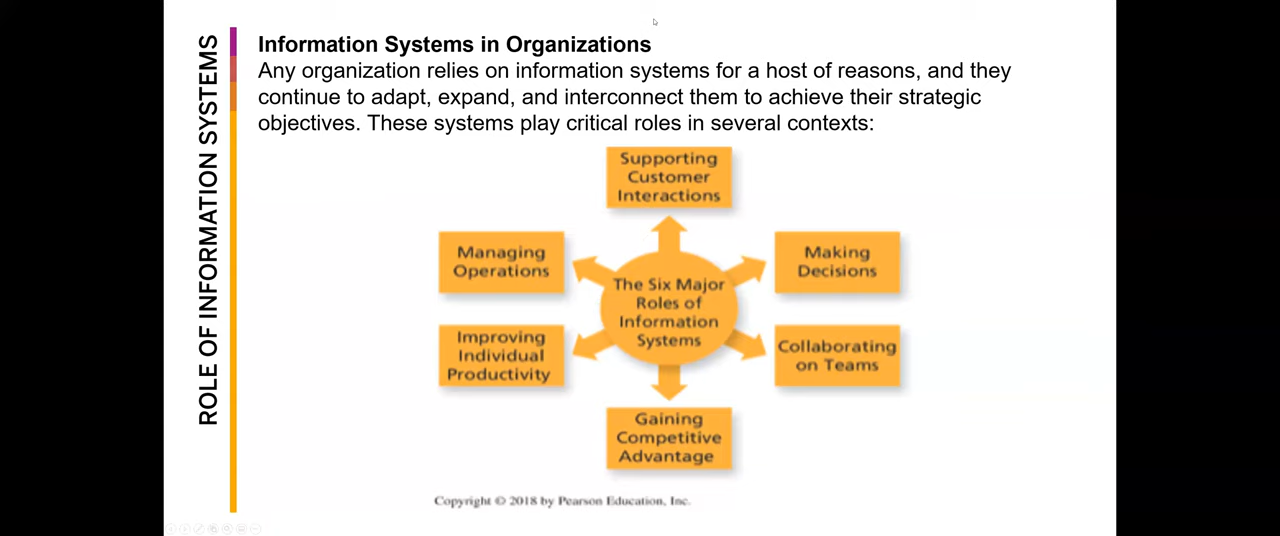 ROLE OF INFORMATION SYSTEMS
Information Systems in Organizations
Any organization relies on information systems for a host of reasons, and they
continue to adapt, expand, and interconnect them to achieve their strategic
objectives. These systems play critical roles in several contexts:
Supporting
Customer
Interactions
Managing
Operations
Making
Decisions
The Six Major
Roles of
Information
Systems
Improving
Individual
Productivity
Collaborating
on Teams
Gaining
Competitive
Advantage
Copyright © 2018 by Pearson Education, Inc.